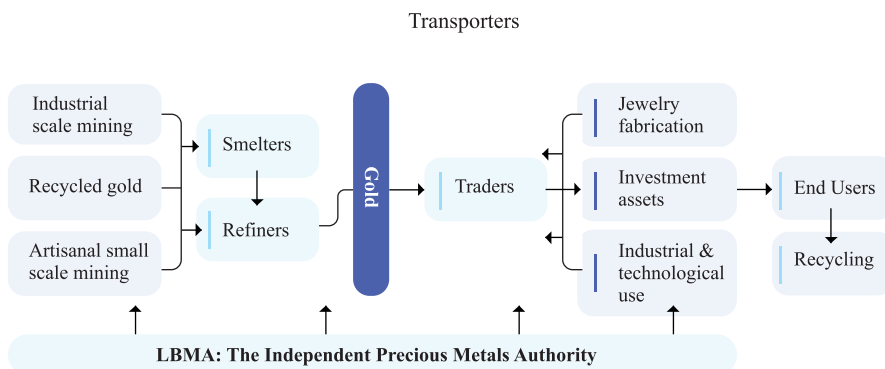 Transporters
Industrial
scale mining
Recycled gold
Artisanal small
scale mining
Smelters
Refiners
Gold
Traders
Jewelry
fabrication
Investment
assets
Industrial &
technological
use
End Users
Recycling
LBMA: The Independent Precious Metals Authority